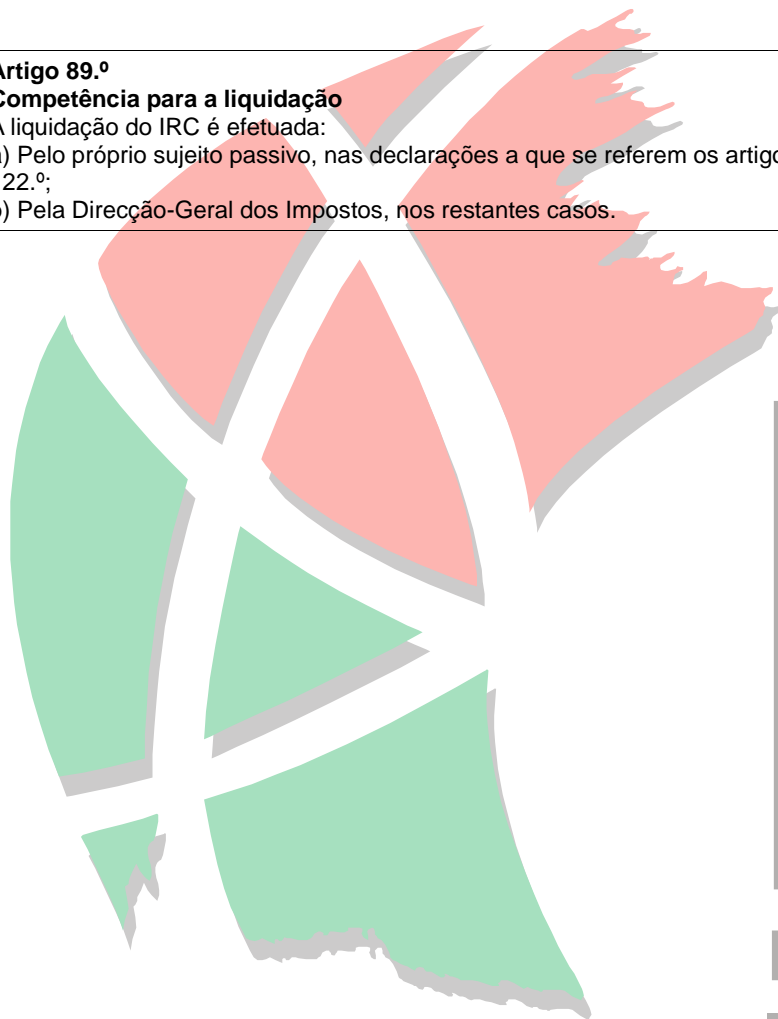 Artigo 89.º
Competência para a liquidação
A liquidação do IRC é efetuada:
a) Pelo próprio sujeito passivo, nas declarações a que se referem os artigo
22.º;
b) Pela Direcção-Geral dos Impostos, nos restantes casos.